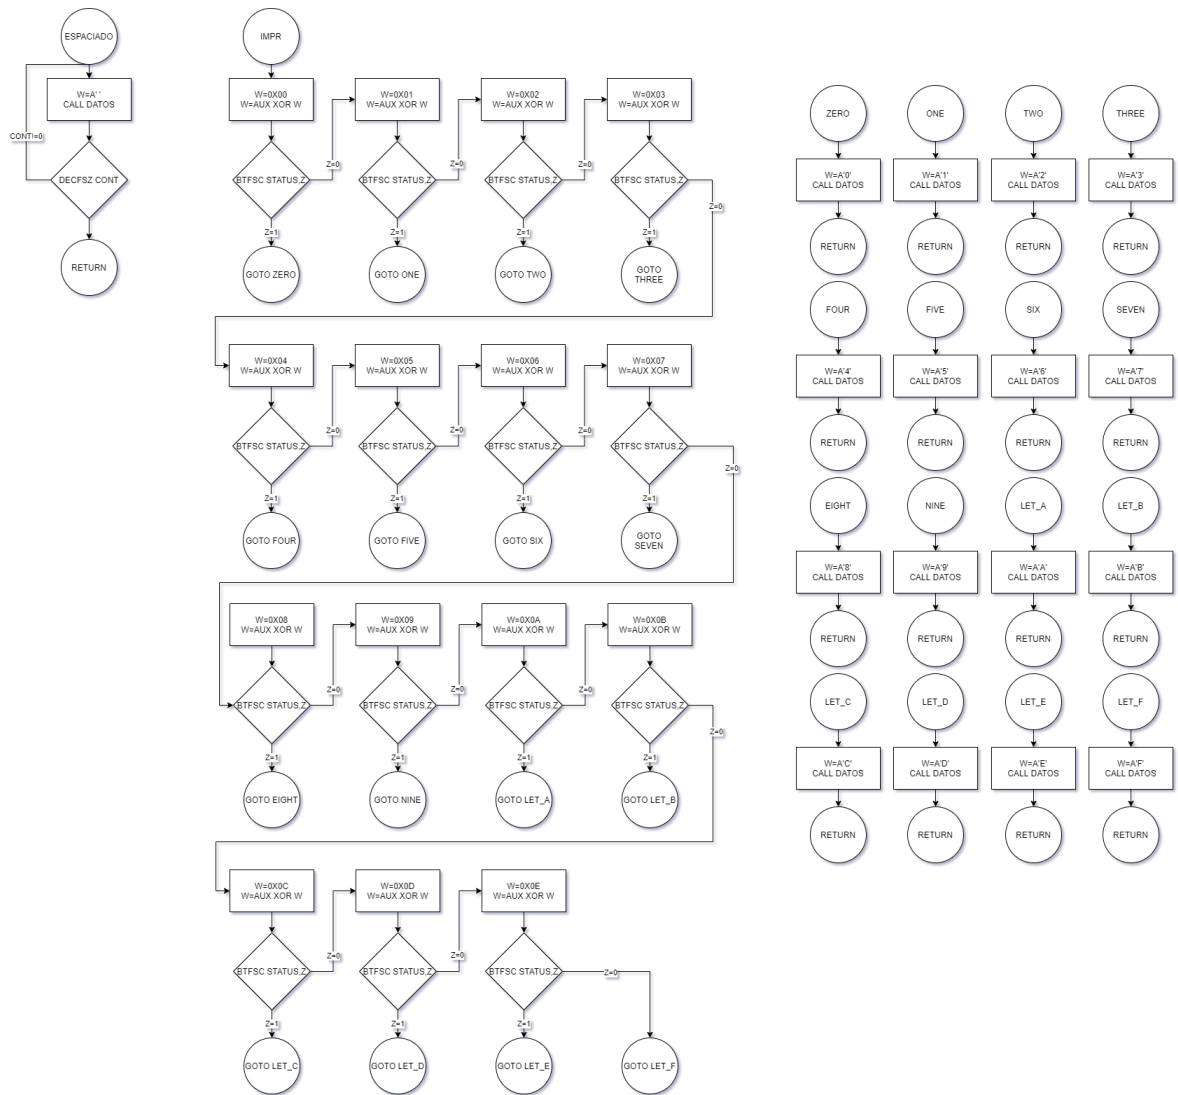 ESPACIADO
W=A' '
CALL DATOS
CONT!=0
DECFSZ CONT
RETURN
IMPR
W=0X00
W=AUX XOR W
W=0X01
W=AUX XOR W
W=0X02
W=AUX XOR W
W=0X03
W=AUX XOR W
Z=0
Z=0
Z=0
BTFSC STATUS,Z
BTFSC STATUS,Z
BTFSC STATUS,Z
BTFSC STATUS,Z
Z=0
Z=1
Z=1
Z=1
Z=1
GOTO ZERO
GOTO ONE
GOTO TWO
GOTO
THREE
W=0X04
W=AUX XOR W
W=0X05
W=AUX XOR W
W=0X06
W=AUX XOR W
W=0X07
W=AUX XOR W
Z=0
Z=0
Z=0
BTFSC STATUS,Z
BTFSC STATUS,Z
BTFSC STATUS,Z
BTFSC STATUS,Z
Z=0
Z=1
Z=1
Z=1
Z=1
GOTO FOUR
GOTO FIVE
GOTO SIX
GOTO
SEVEN
W=0X08
W=AUX XOR W
W=0X09
W=AUX XOR W
W=0X0A
W=AUX XOR W
W=0X0B
W=AUX XOR W
Z=0
Z=0
Z=0
BTFSC STATUS,Z
BTFSC STATUS,Z
BTFSC STATUS,Z
BTFSC STATUS,Z
Z=0
Z=1
Z=1
Z=1
Z=1
GOTO EIGHT
GOTO NINE
GOTO LET_A
GOTO LET_B
W=0X0C
W=AUX XOR W
W=0X0D
W=AUX XOR W
W=0X0E
W=AUX XOR W
Z=0
Z=0
BTFSC STATUS,Z
BTFSC STATUS,Z
BTFSC STATUS,Z
Z=0
Z=1
Z=1
Z=1
GOTO LET_C
GOTO LET_D
GOTO LET_E
GOTO LET_F
ZERO
ONE
TWO
THREE
W=A'0'
CALL DATOS
W=A'1'
CALL DATOS
W=A'2'
CALL DATOS
W=A'3'
CALL DATOS
RETURN
RETURN
RETURN
RETURN
FOUR
FIVE
SIX
SEVEN
W=A'4'
CALL DATOS
W=A'5'
CALL DATOS
W=A'6'
CALL DATOS
W=A'7'
CALL DATOS
RETURN
RETURN
RETURN
RETURN
EIGHT
NINE
LET_A
LET_B
W=A'8'
CALL DATOS
W=A'9'
CALL DATOS
W=A'A'
CALL DATOS
W=A'B'
CALL DATOS
RETURN
RETURN
RETURN
RETURN
LET_C
LET_D
LET_E
LET_F
W=A'C'
CALL DATOS
W=A'D'
CALL DATOS
W=A'E'
CALL DATOS
W=A'F'
CALL DATOS
RETURN
RETURN
RETURN
RETURN